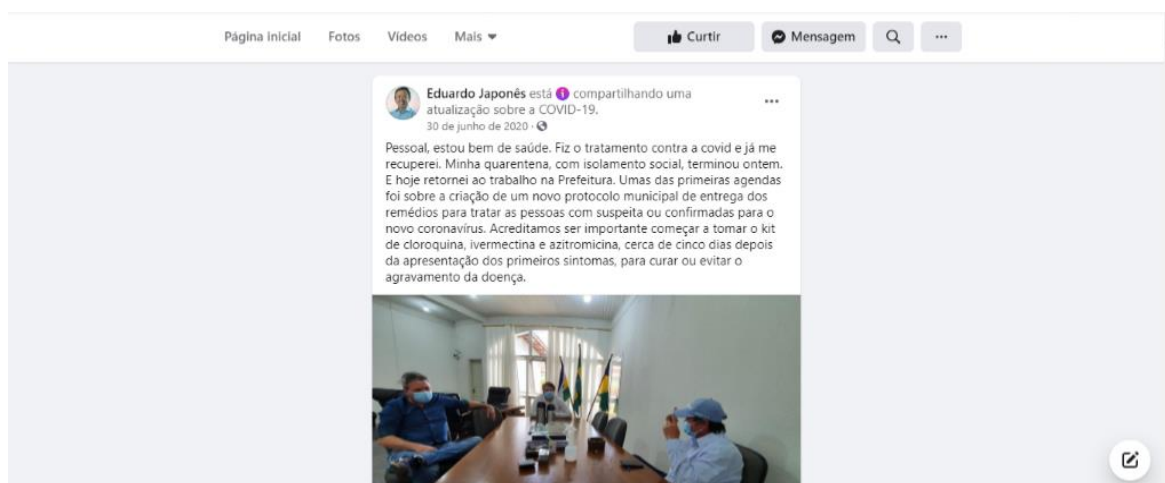 Página inicial Fotos Vídeos Mais Curtir Mensagem
Eduardo Japonês está compartilhando uma
atualização sobre a COVID-19.
30 de junho de 2020 ·
Pessoal, estou bem de saúde. Fiz o tratamento contra a covid e já me
recuperei. Minha quarentena, com isolamento social, terminou ontem.
E hoje retornei ao trabalho na Prefeitura. Umas das primeiras agendas
foi sobre a criação de um novo protocolo municipal de entrega dos
remédios para tratar as pessoas com suspeita ou confirmadas para o
novo coronavírus. Acreditamos ser importante começar a tomar o kit
de cloroquina, ivermectina e azitromicina, cerca de cinco dias depois
da apresentação dos primeiros sintomas, para curar ou evitar o
agravamento da doença.